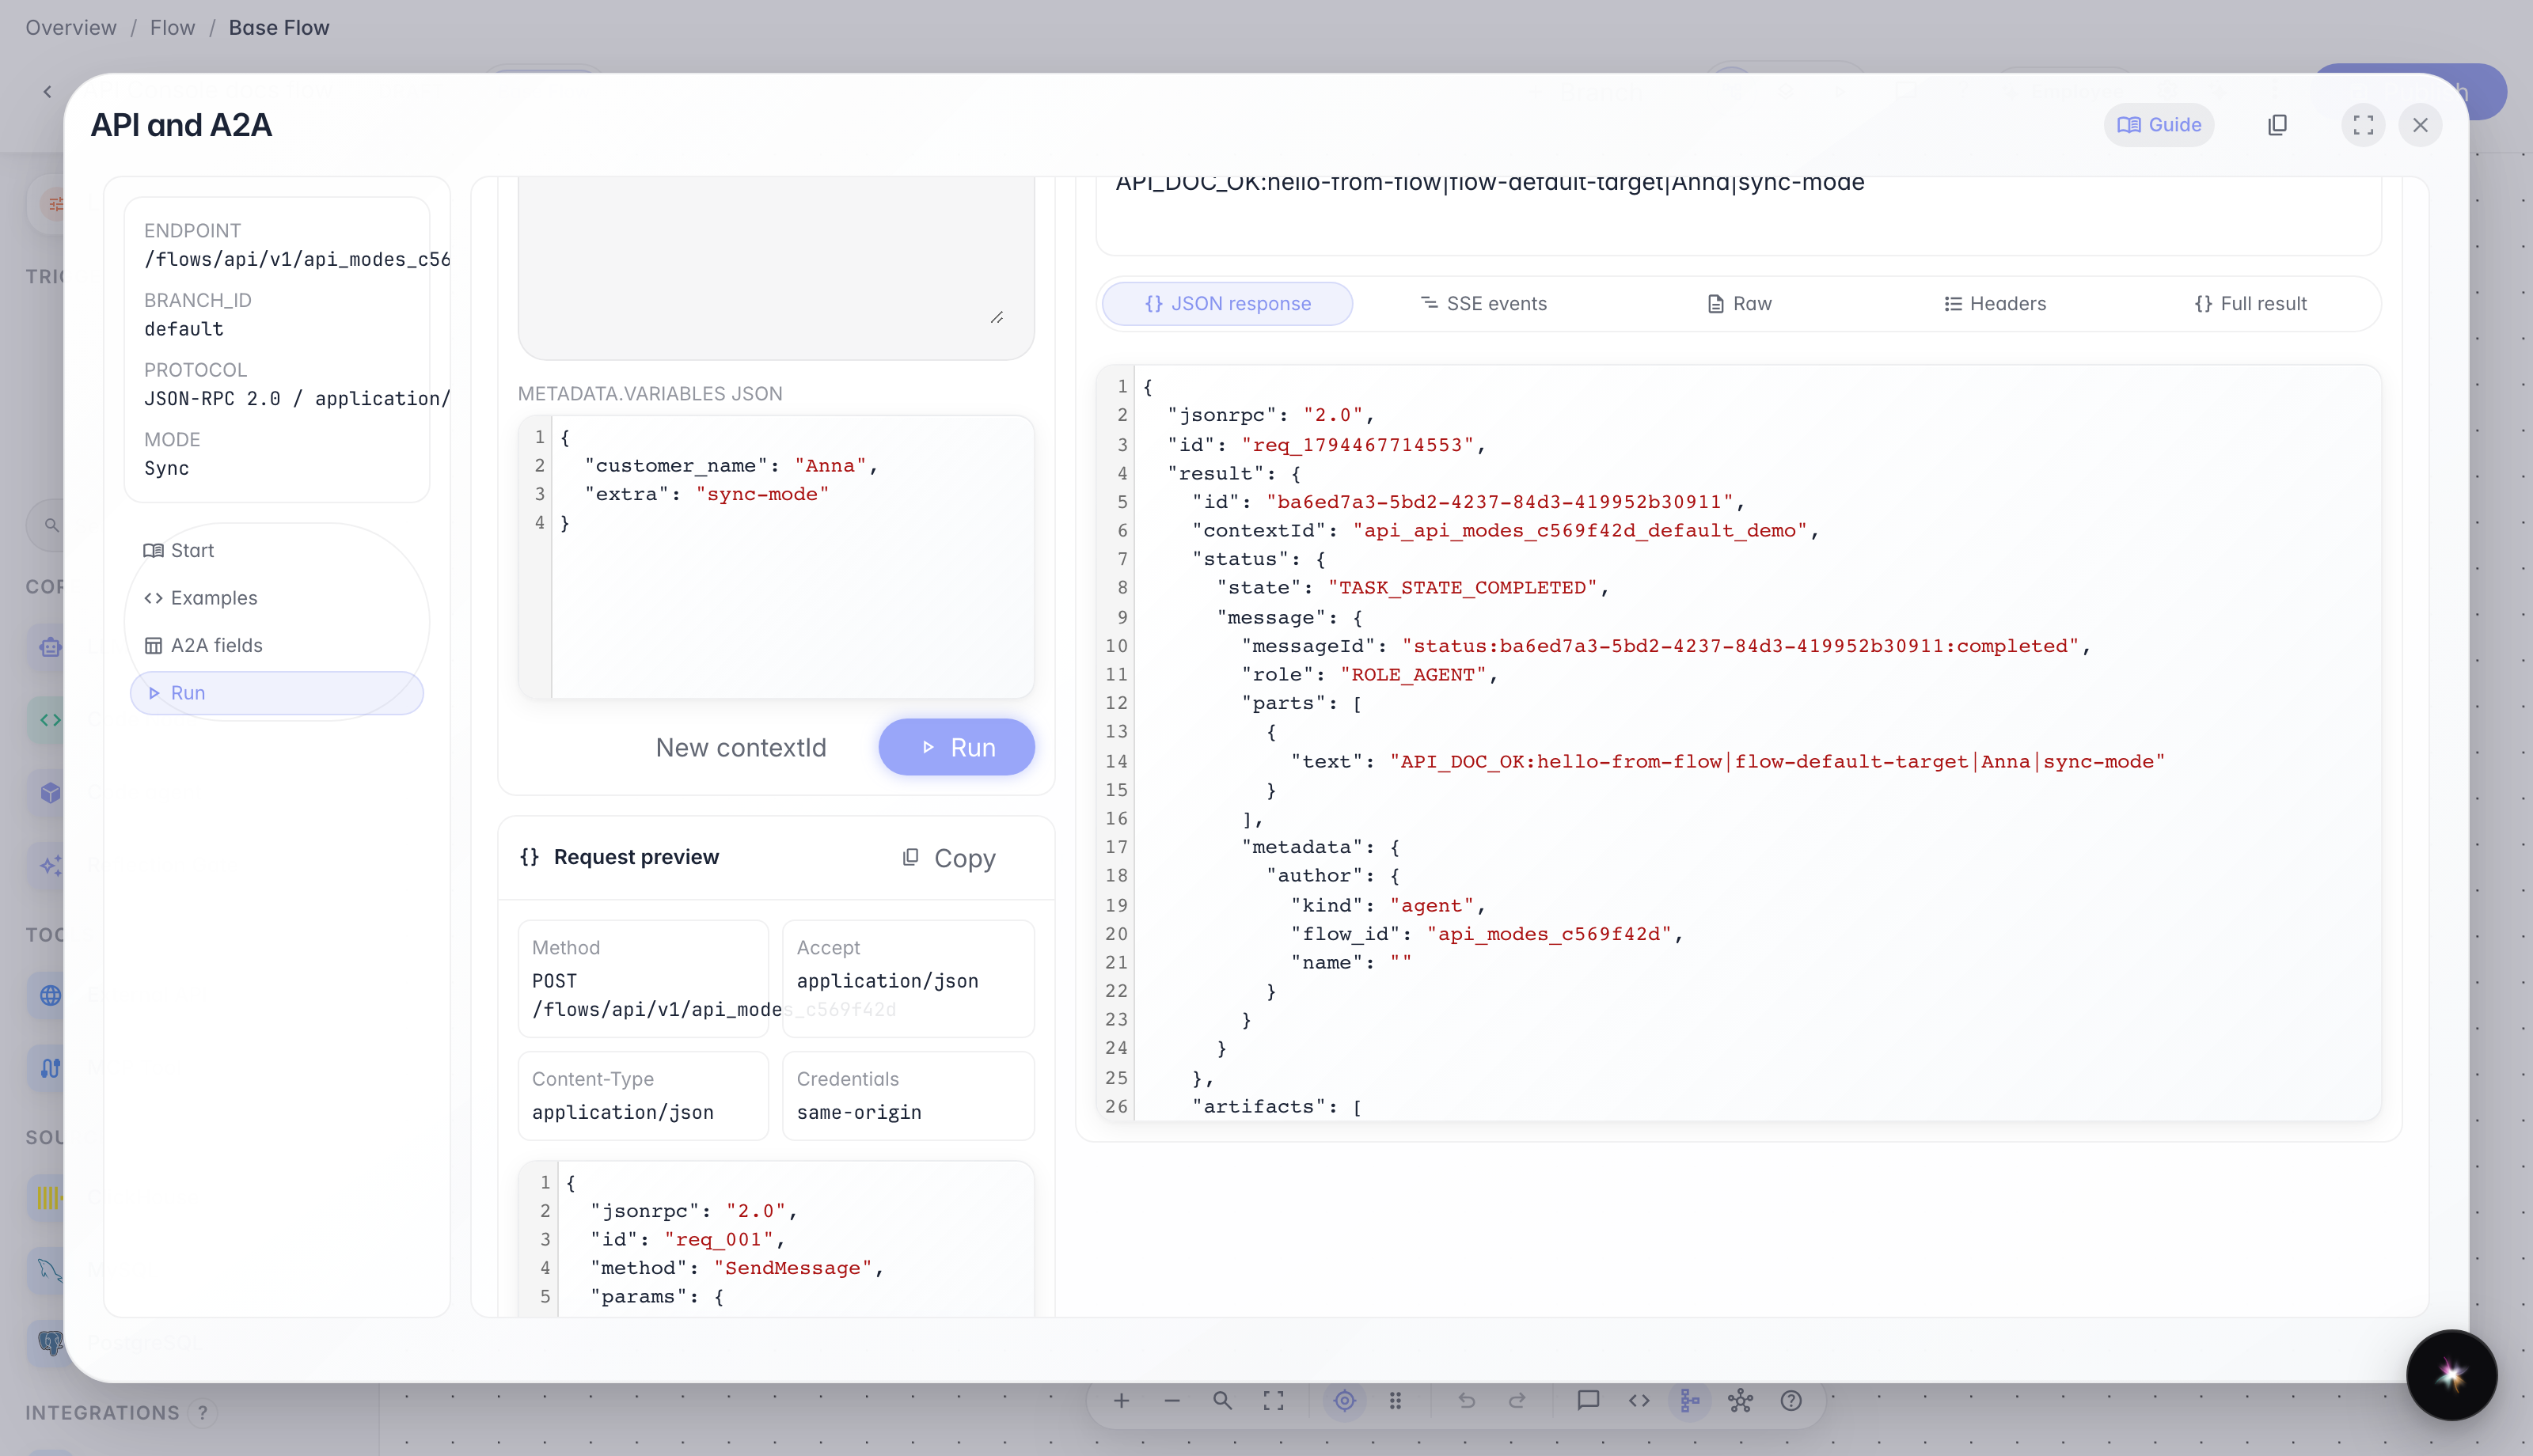 Overview / Flow / Base Flow
API and A2A
Guide
ENDPOINT
/flows/api/v1/api_modes_c56
BRANCH_ID
default
PROTOCOL
JSON-RPC 2.0 / application/
MODE
Sync
Start
Examples
A2A fields
Run
METADATA.VARIABLES JSON
1 {
2 "customer_name": "Anna",
3 "extra": "sync-mode"
4 }
New contextId
Run
{} Request preview
Copy
Method
POST
/flows/api/v1/api_modes_c569f42d
Accept
application/json
Content-Type
application/json
Credentials
same-origin
1 {
2 "jsonrpc": "2.0",
3 "id": "req_001",
4 "method": "SendMessage",
5 "params": {
API_DOC_OK:hello-from-flow|flow-default-target|Anna|sync-mode
{} JSON response
SSE events
Raw
Headers
{} Full result
1 {
2 "jsonrpc": "2.0",
3 "id": "req_1794467714553",
4 "result": {
5 "id": "ba6ed7a3-5bd2-4237-84d3-419952b30911",
6 "contextId": "api_api_modes_c569f42d_default_demo",
7 "status": {
8 "state": "TASK_STATE_COMPLETED",
9 "message": {
10 "messageId": "status:ba6ed7a3-5bd2-4237-84d3-419952b30911:completed",
11 "role": "ROLE_AGENT",
12 "parts": [
13 {
14 "text": "API_DOC_OK:hello-from-flow|flow-default-target|Anna|sync-mode"
15 }
16 ],
17 "metadata": {
18 "author": {
19 "kind": "agent",
20 "flow_id": "api_modes_c569f42d",
21 "name": ""
22 }
23 }
24 }
25 },
26 "artifacts": [
TRIG
COR
TOO
SOU
PostgreSQL
INTEGRATIONS ?